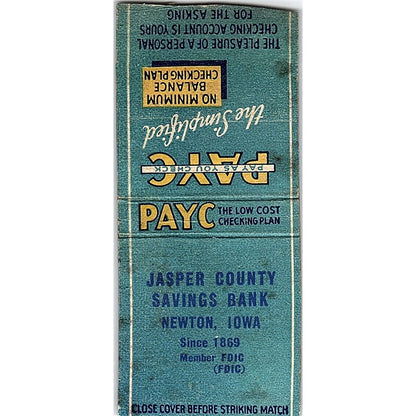 THE PLEASURE OF A PERSONAL
CHECKING ACCOUNT IS YOURS
FOR THE ASKING
NO MINIMUM
BALANCE
CHECKING PLAN
the Simplified
PAYC
PAY AS YOU CHECK
PAYC THE LOW COST
CHECKING PLAN
JASPER COUNTY
SAVINGS BANK
NEWTON, IOWA
Since 1869
Member FDIC
(FDIC)
CLOSE COVER BEFORE STRIKING MATCH